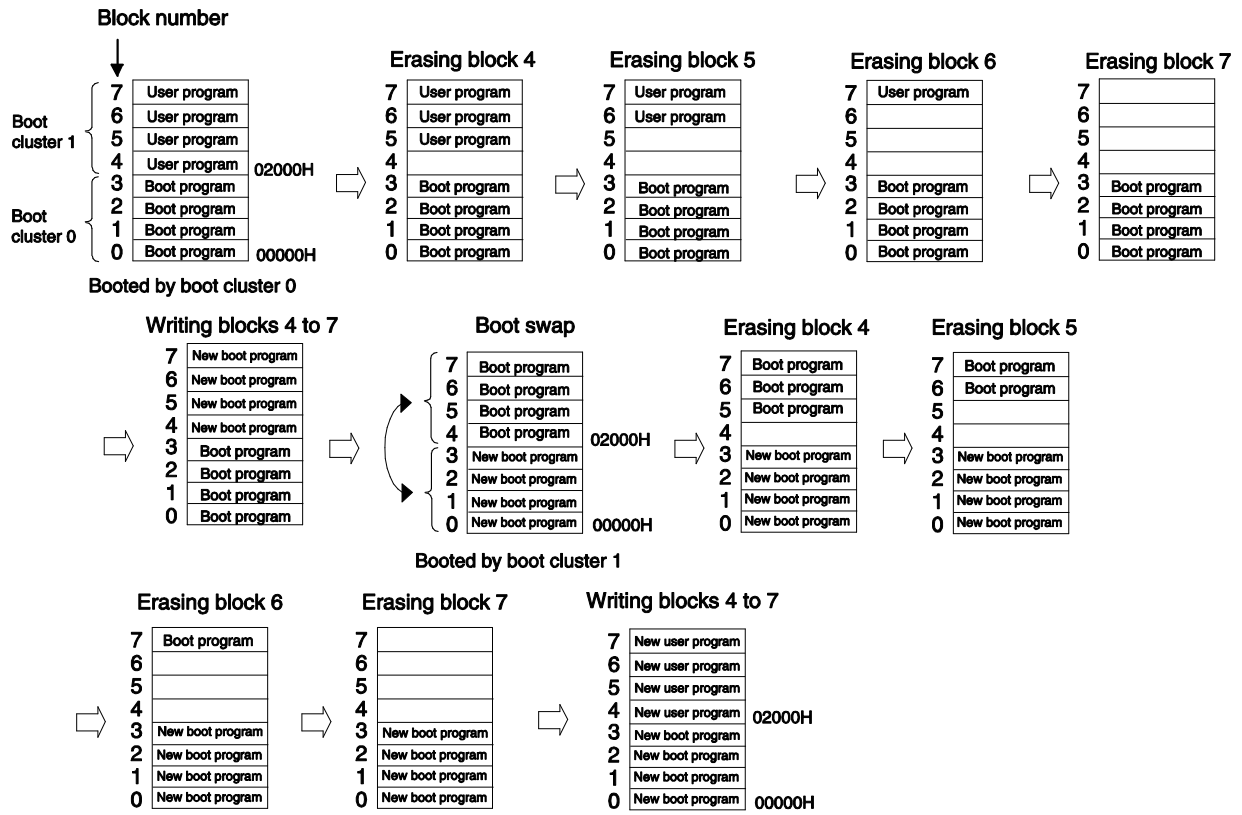 Block number
Erasing block 4
Erasing block 5
Erasing block 6
Erasing block 7
Boot
cluster 1
Boot
cluster 0
7 User program
6 User program
5 User program
4 User program
02000H
3 Boot program
2 Boot program
1 Boot program
0 Boot program
00000H
Booted by boot cluster 0
7 User program
6 User program
5 User program
4
3 Boot program
2 Boot program
1 Boot program
0 Boot program
7 User program
6 User program
5
4
3 Boot program
2 Boot program
1 Boot program
0 Boot program
7 User program
6
5
4
3 Boot program
2 Boot program
1 Boot program
0 Boot program
7
6
5
4
3 Boot program
2 Boot program
1 Boot program
0 Boot program
Writing blocks 4 to 7
7 New boot program
6 New boot program
5 New boot program
4 New boot program
3 Boot program
2 Boot program
1 Boot program
0 Boot program
Boot swap
7 Boot program
6 Boot program
5 Boot program
4 Boot program
02000H
3 New boot program
2 New boot program
1 New boot program
0 New boot program
00000H
Booted by boot cluster 1
Erasing block 4
7 Boot program
6 Boot program
5 Boot program
4
3 New boot program
2 New boot program
1 New boot program
0 New boot program
Erasing block 5
7 Boot program
6 Boot program
5
4
3 New boot program
2 New boot program
1 New boot program
0 New boot program
Erasing block 6
7 Boot program
6
5
4
3 New boot program
2 New boot program
1 New boot program
0 New boot program
Erasing block 7
7
6
5
4
3 New boot program
2 New boot program
1 New boot program
0 New boot program
Writing blocks 4 to 7
7 New user program
6 New user program
5 New user program
4 New user program
02000H
3 New boot program
2 New boot program
1 New boot program
0 New boot program
00000H